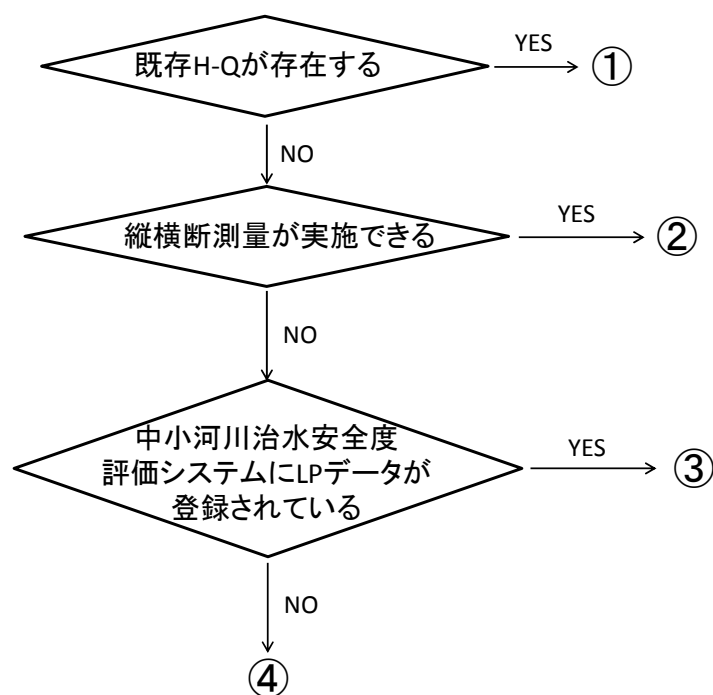 既存H-Qが存在する
YES
①
NO
縦横断測量が実施できる
YES
②
NO
中小河川治水安全度
評価システムにLPデータが
登録されている
YES
③
NO
④